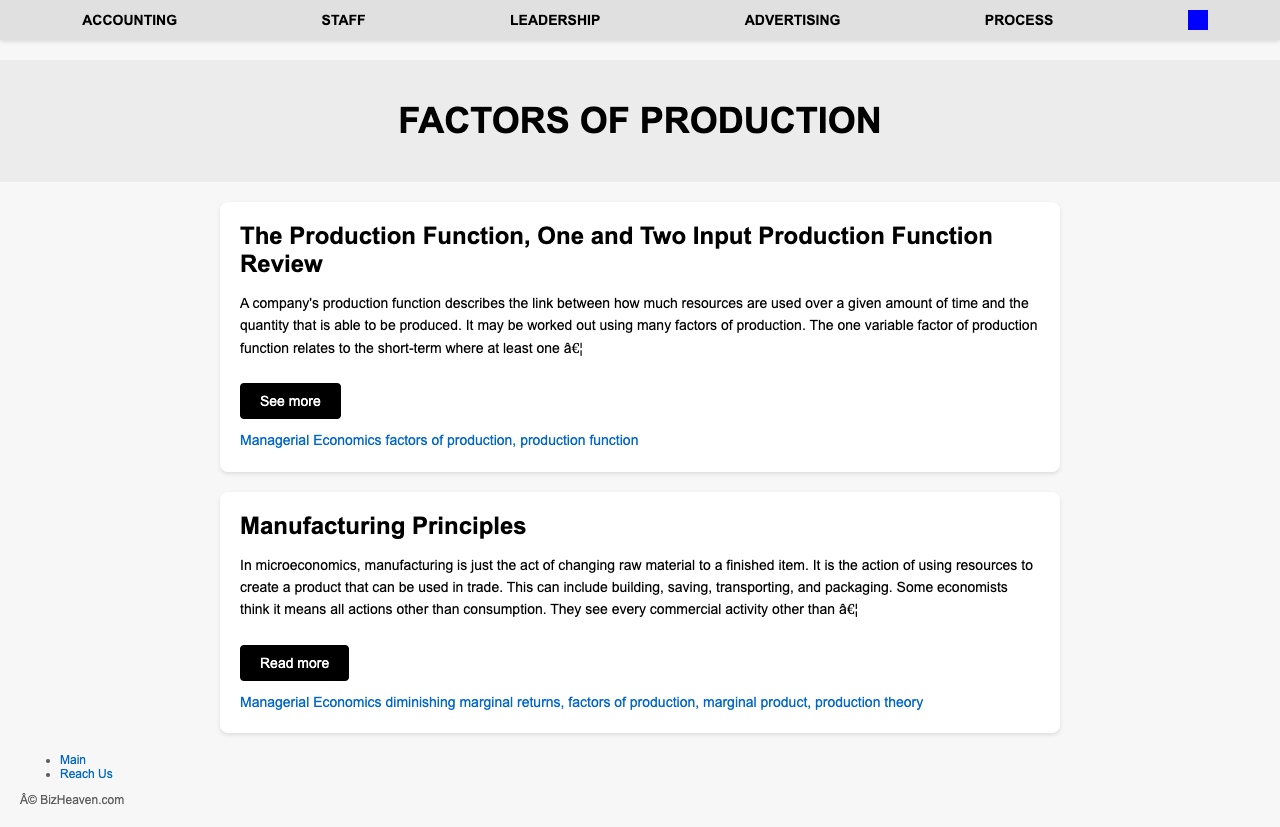 ACCOUNTING STAFF LEADERSHIP ADVERTISING PROCESS
FACTORS OF PRODUCTION
The Production Function, One and Two Input Production Function
Review
A company's production function describes the link between how much resources are used over a given amount of time and the
quantity that is able to be produced. It may be worked out using many factors of production. The one variable factor of production
function relates to the short-term where at least one â€¦
See more
Managerial Economics factors of production, production function
Manufacturing Principles
In microeconomics, manufacturing is just the act of changing raw material to a finished item. It is the action of using resources to
create a product that can be used in trade. This can include building, saving, transporting, and packaging. Some economists
think it means all actions other than consumption. They see every commercial activity other than â€¦
Read more
Managerial Economics diminishing marginal returns, factors of production, marginal product, production theory
Main
Reach Us
Â© BizHeaven.com